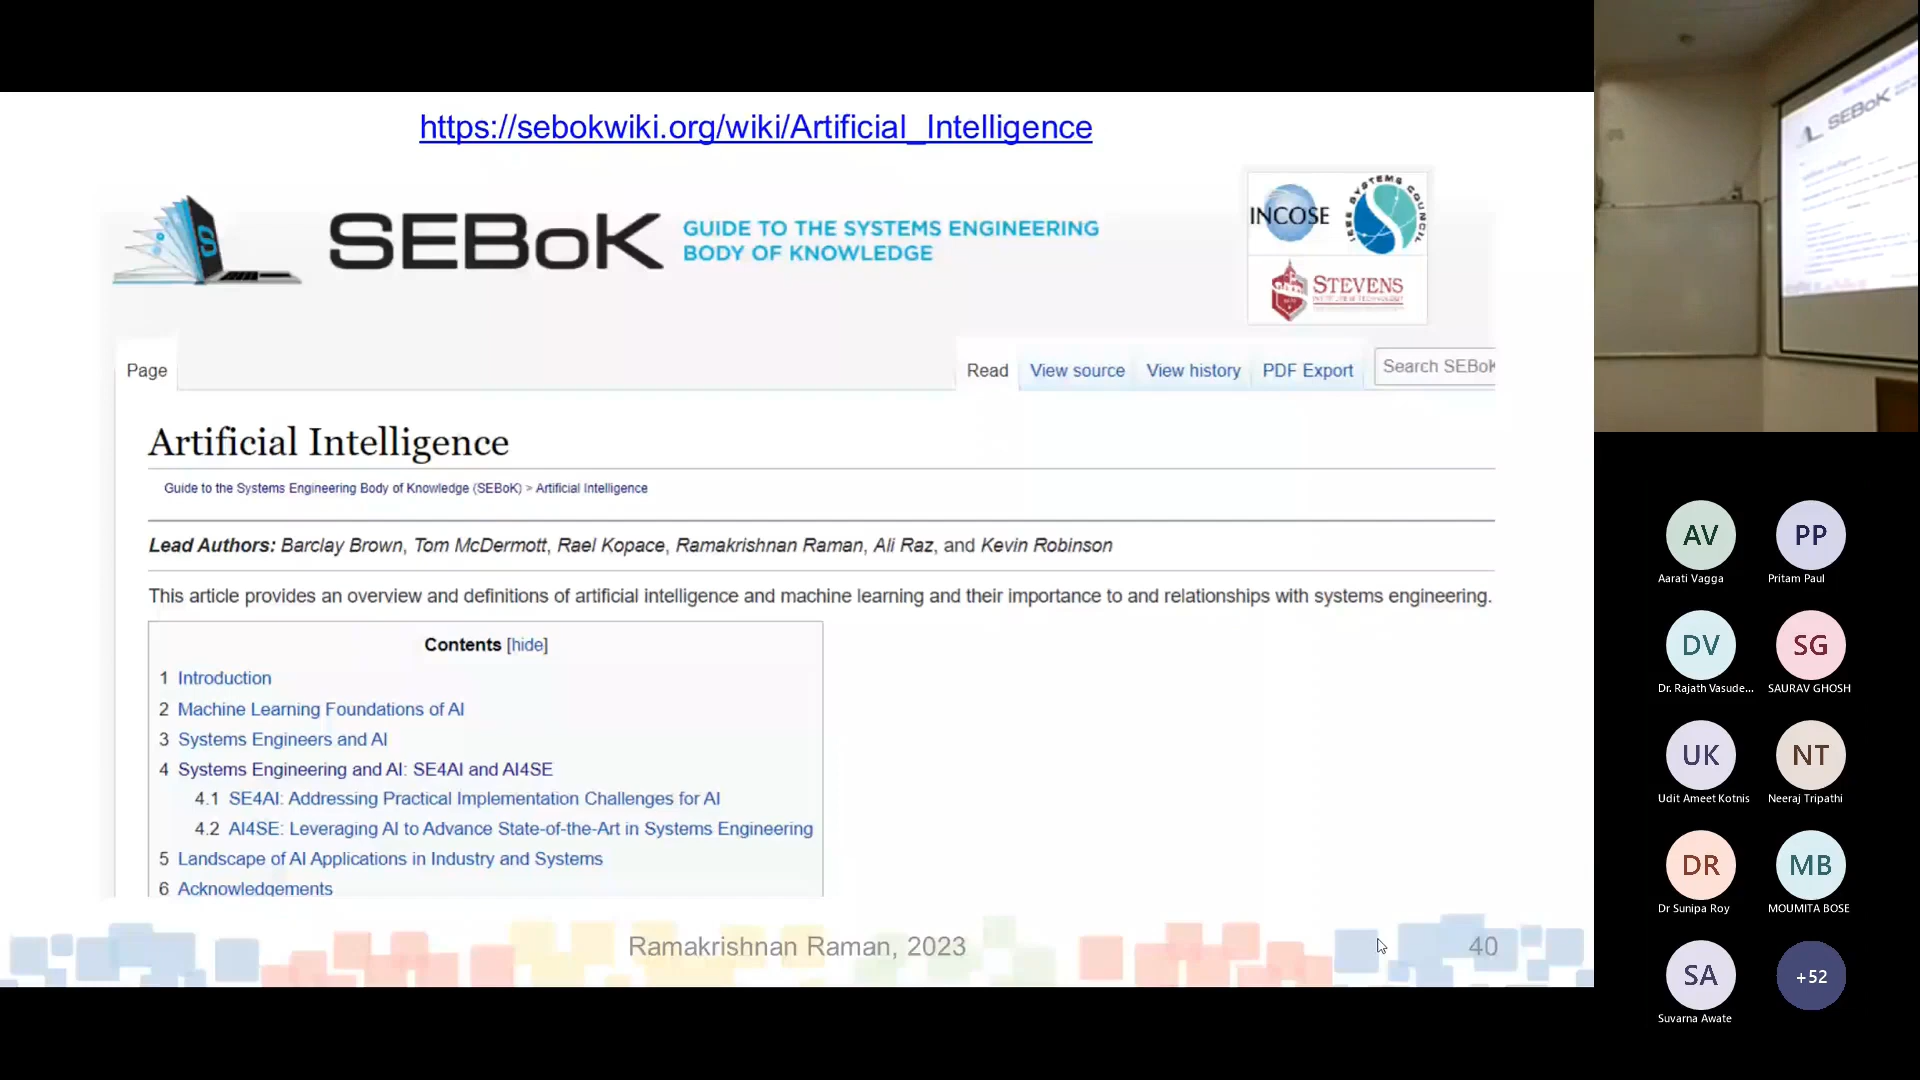 https://sebokwiki.org/wiki/Artificial_Intelligence
SEBoK
GUIDE TO THE SYSTEMS ENGINEERING
BODY OF KNOWLEDGE
INCOSE
IEEE SYSTEMS COUNCIL
STEVENS
INSTITUTE OF TECHNOLOGY
Page
Read
View source
View history
PDF Export
Search SEBoK
Artificial Intelligence
Guide to the Systems Engineering Body of Knowledge (SEBoK) > Artificial Intelligence
Lead Authors: Barclay Brown, Tom McDermott, Rael Kopace, Ramakrishnan Raman, Ali Raz, and Kevin Robinson
This article provides an overview and definitions of artificial intelligence and machine learning and their importance to and relationships with systems engineering.
Contents [hide]
1 Introduction
2 Machine Learning Foundations of AI
3 Systems Engineers and AI
4 Systems Engineering and AI: SE4AI and AI4SE
4.1 SE4AI: Addressing Practical Implementation Challenges for AI
4.2 AI4SE: Leveraging AI to Advance State-of-the-Art in Systems Engineering
5 Landscape of AI Applications in Industry and Systems
6 Acknowledgements
Ramakrishnan Raman, 2023
40
SEBoK
AV
Aarati Vagga
PP
Pritam Paul
DV
Dr. Rajath Vasude...
SG
SAURAV GHOSH
UK
Udit Ameet Kotnis
NT
Neeraj Tripathi
DR
Dr Sunipa Roy
MB
MOUMITA BOSE
SA
Suvarna Awate
+52